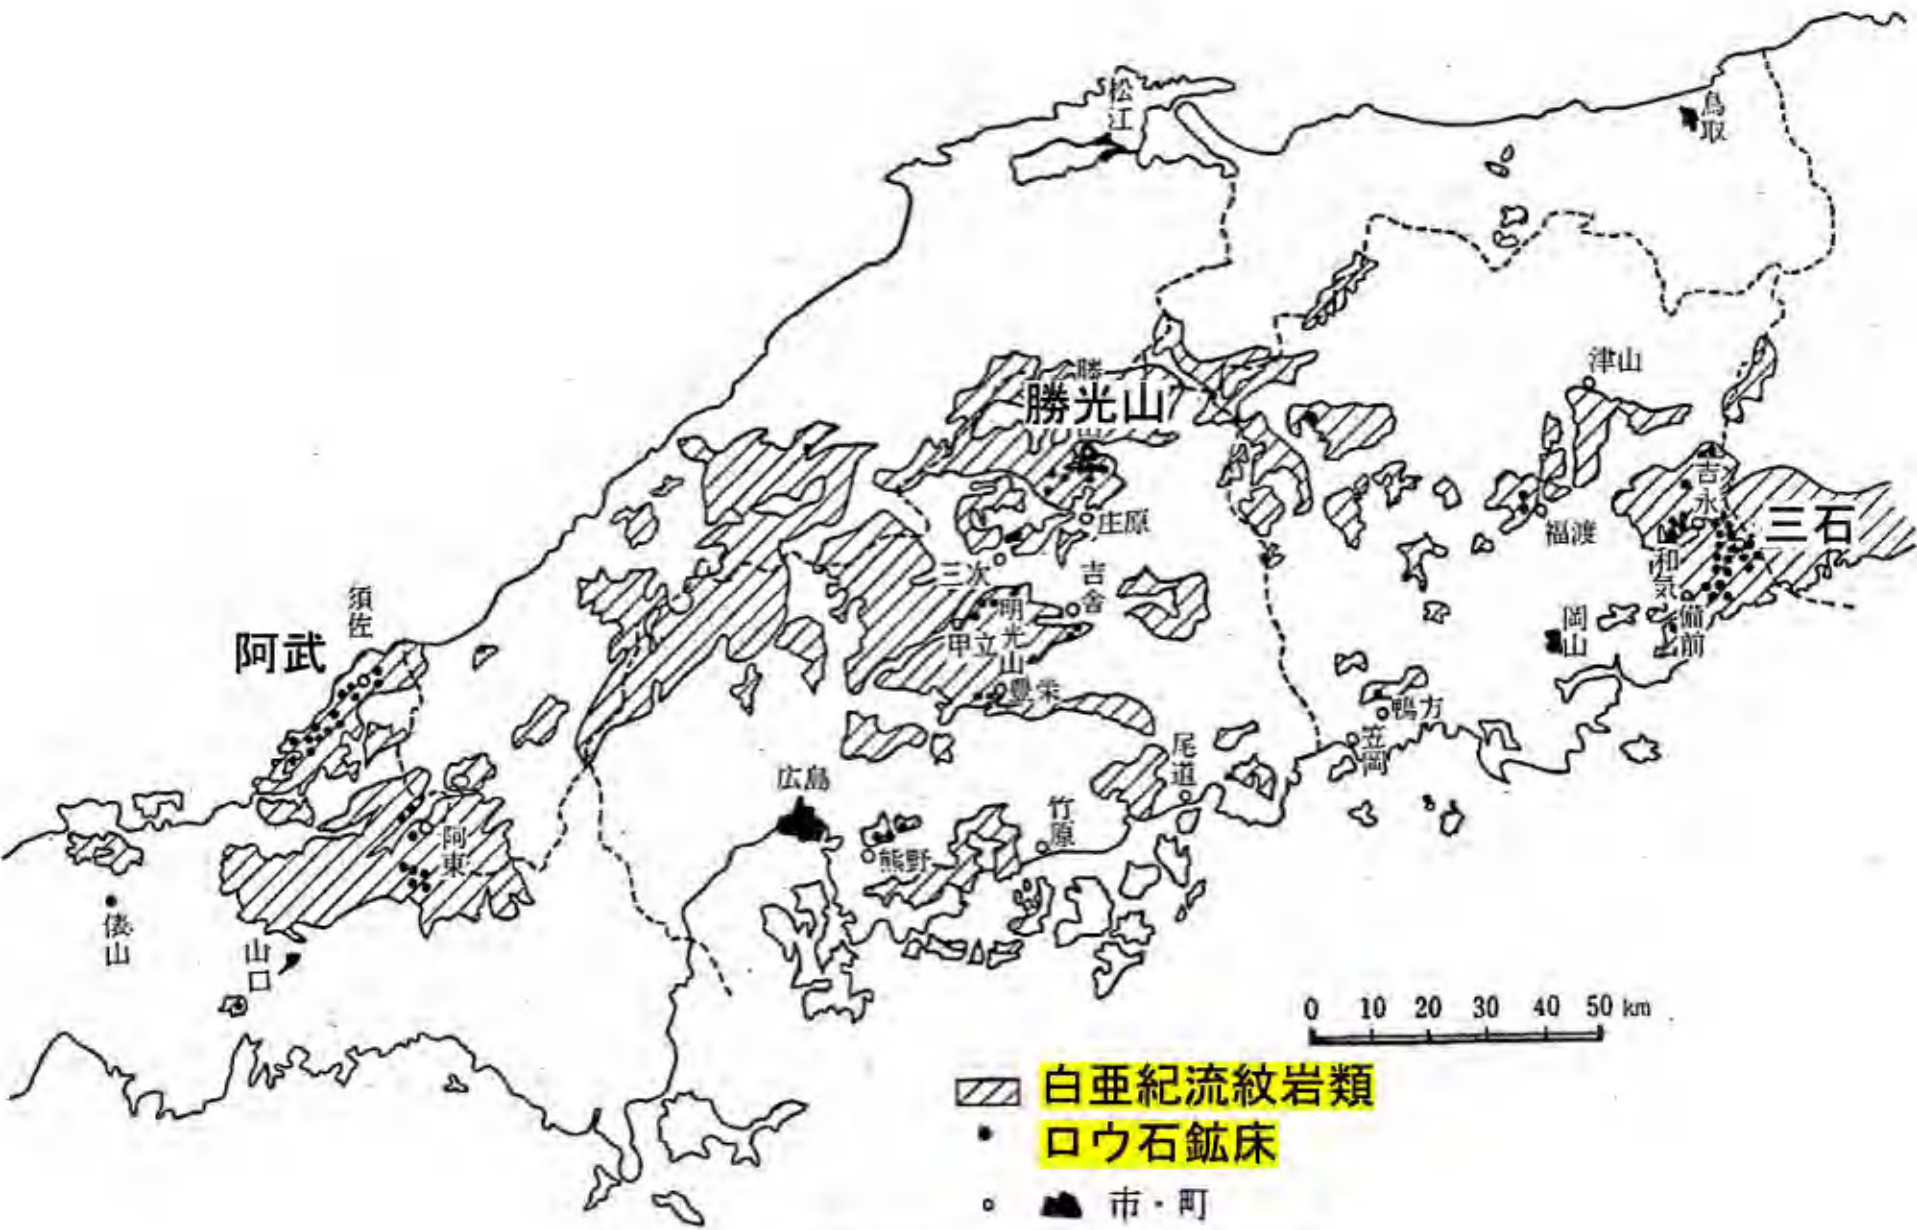 松江
鳥取
津山
勝
勝光山
山
吉永
三石
庄原
福渡
三次
吉舎
和気
明光山
須佐
甲立
岡山
備前
阿武
豊栄
鴨方
笠岡
尾道
広島
竹原
阿東
熊野
山口
0 10 20 30 40 50 km
白亜紀流紋岩類
ロウ石鉱床
市・町